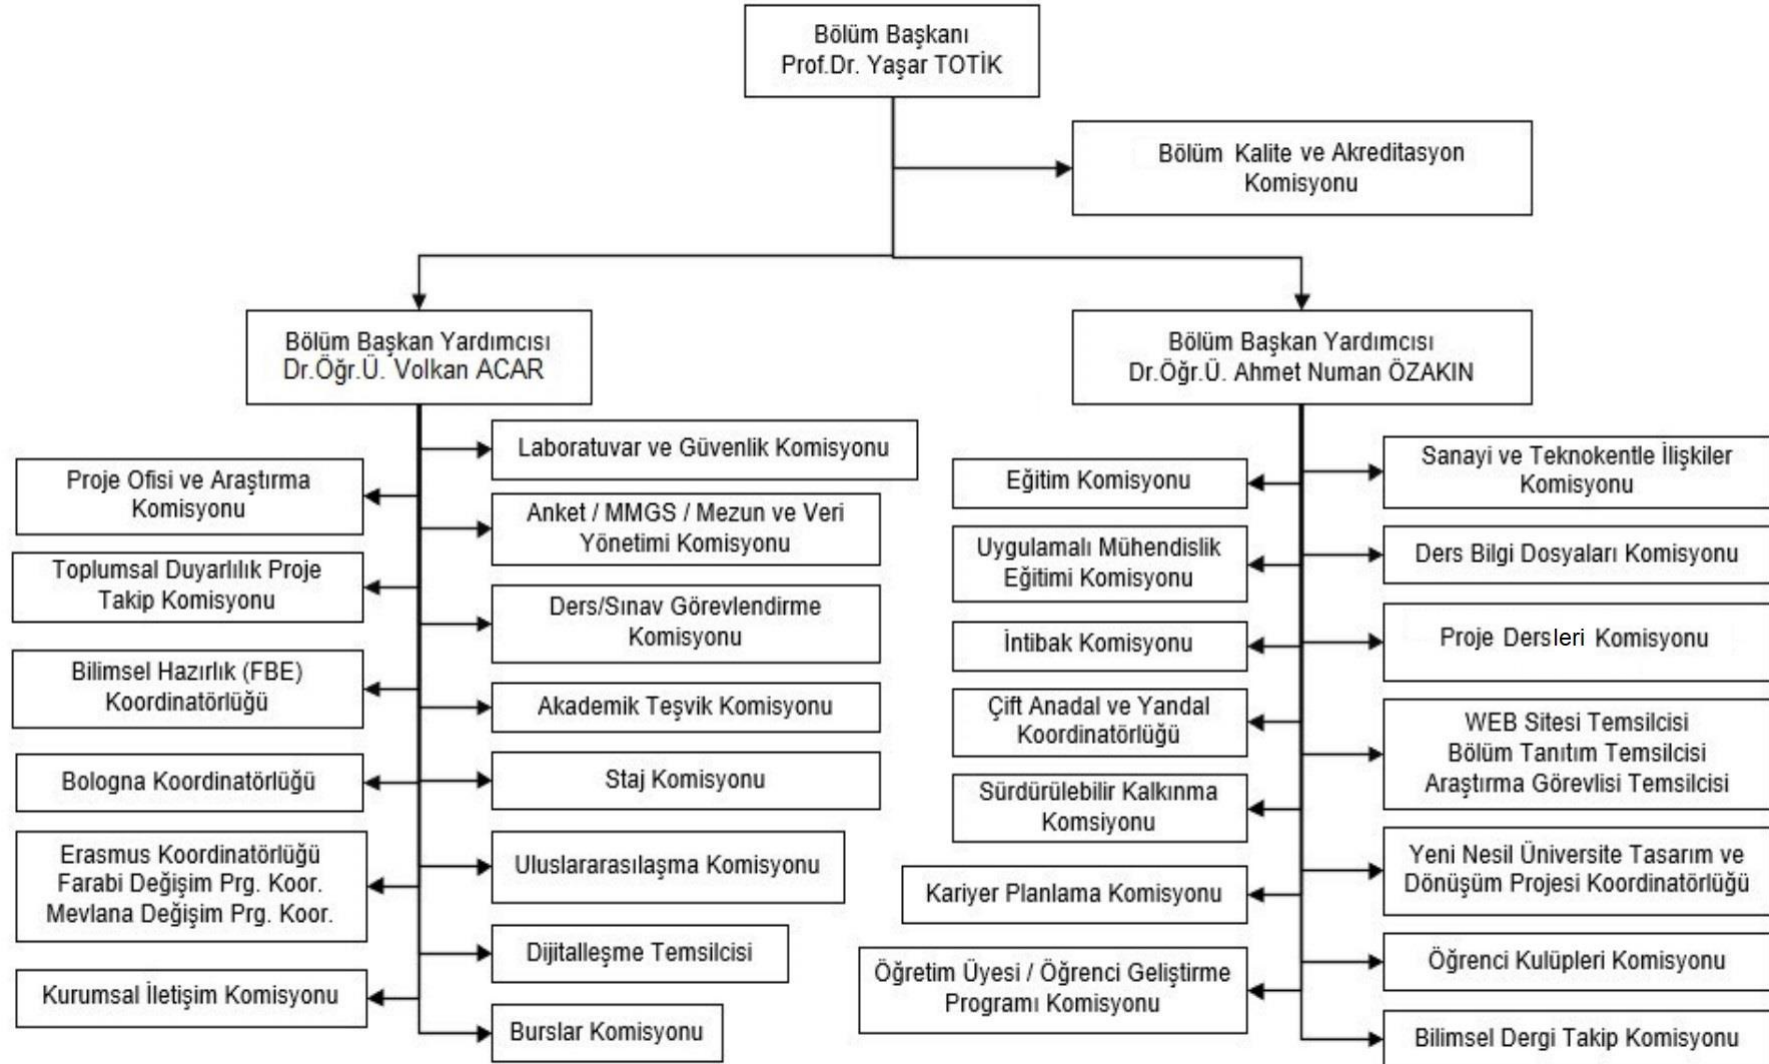 Bölüm Başkanı
Prof.Dr. Yaşar TOTİK
Bölüm Kalite ve Akreditasyon
Komisyonu
Bölüm Başkan Yardımcısı
Dr.Öğr.Ü. Volkan ACAR
Bölüm Başkan Yardımcısı
Dr.Öğr.Ü. Ahmet Numan ÖZAKIN
Proje Ofisi ve Araştırma
Komisyonu
Toplumsal Duyarlılık Proje
Takip Komisyonu
Bilimsel Hazırlık (FBE)
Koordinatörlüğü
Bologna Koordinatörlüğü
Erasmus Koordinatörlüğü
Farabi Değişim Prg. Koor.
Mevlana Değişim Prg. Koor.
Kurumsal İletişim Komisyonu
Laboratuvar ve Güvenlik Komisyonu
Anket / MMGS / Mezun ve Veri
Yönetimi Komisyonu
Ders/Sınav Görevlendirme
Komisyonu
Akademik Teşvik Komisyonu
Staj Komisyonu
Uluslararasılaşma Komisyonu
Dijitalleşme Temsilcisi
Burslar Komisyonu
Eğitim Komisyonu
Uygulamalı Mühendislik
Eğitimi Komisyonu
İntibak Komisyonu
Çift Anadal ve Yandal
Koordinatörlüğü
Sürdürülebilir Kalkınma
Komsiyonu
Kariyer Planlama Komisyonu
Öğretim Üyesi / Öğrenci Geliştirme
Programı Komisyonu
Sanayi ve Teknokentle İlişkiler
Komisyonu
Ders Bilgi Dosyaları Komisyonu
Proje Dersleri Komisyonu
WEB Sitesi Temsilcisi
Bölüm Tanıtım Temsilcisi
Araştırma Görevlisi Temsilcisi
Yeni Nesil Üniversite Tasarım ve
Dönüşüm Projesi Koordinatörlüğü
Öğrenci Kulüpleri Komisyonu
Bilimsel Dergi Takip Komisyonu